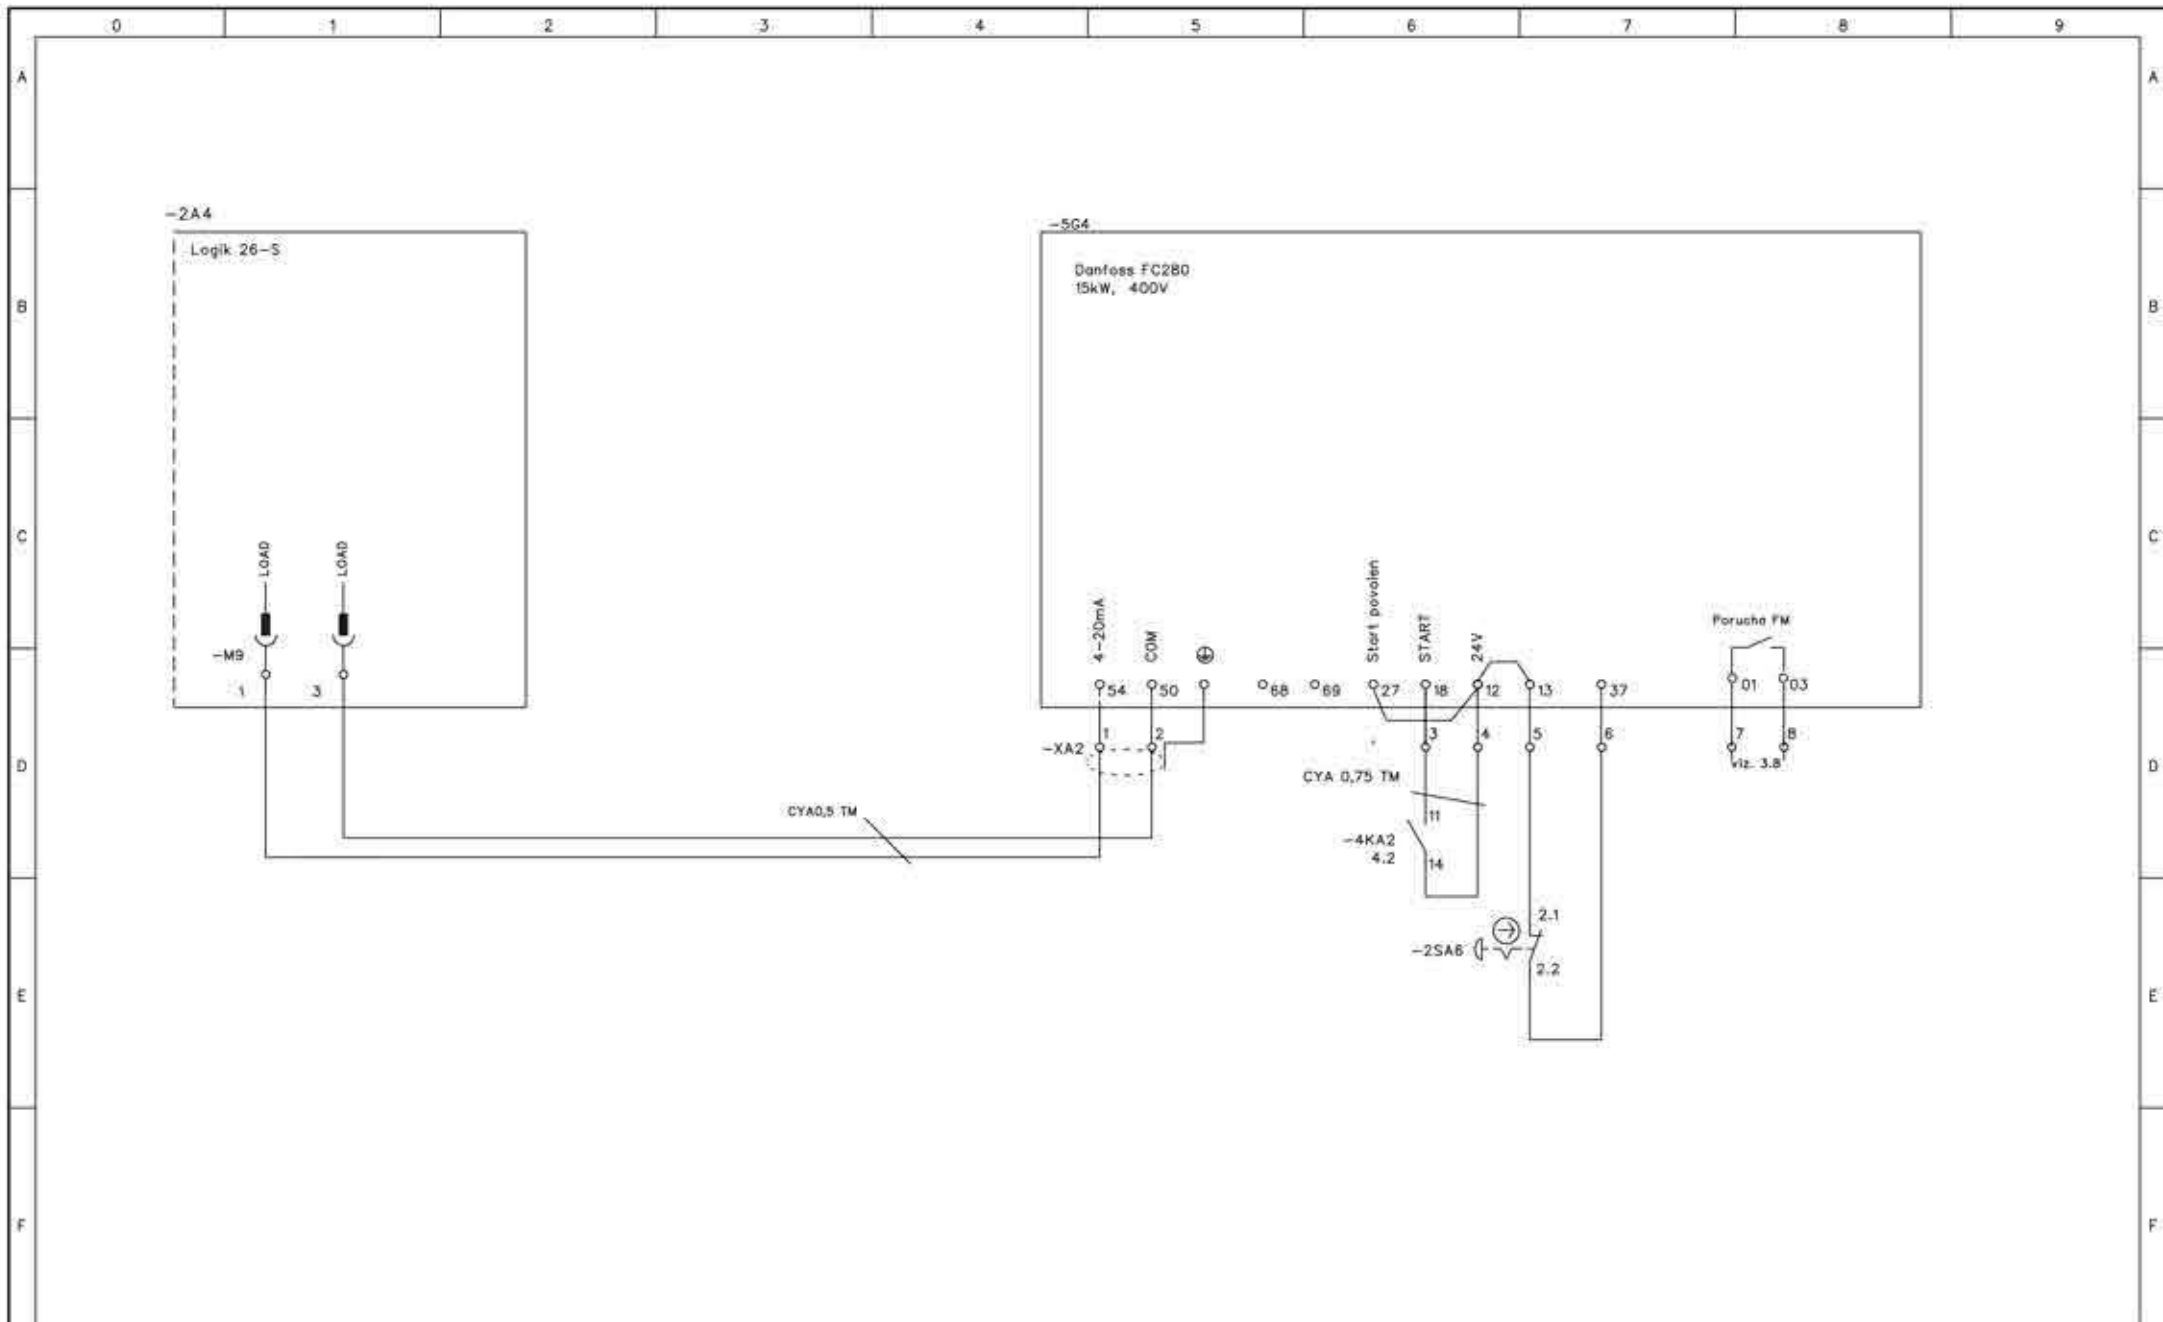 0 1 2 3 4 5 6 7 8 9
A A
-2A4
-5G4
Logik 26-S
Danfoss FC280
15kW, 400V
B B
C C
LOAD LOAD
4-20mA COM Start povolen START 24V
Porucha FM
-M9
1 3
54 50 68 69 27 18 12 13 37 01 03
-XA2 1 2 3 4 5 6 7 8
D D
viz. 3.8
CYA 0,75 TM
CYA0,5 TM
11
-4KA2
4.2
14
2.1
-2SA6
2.2
E E
F F